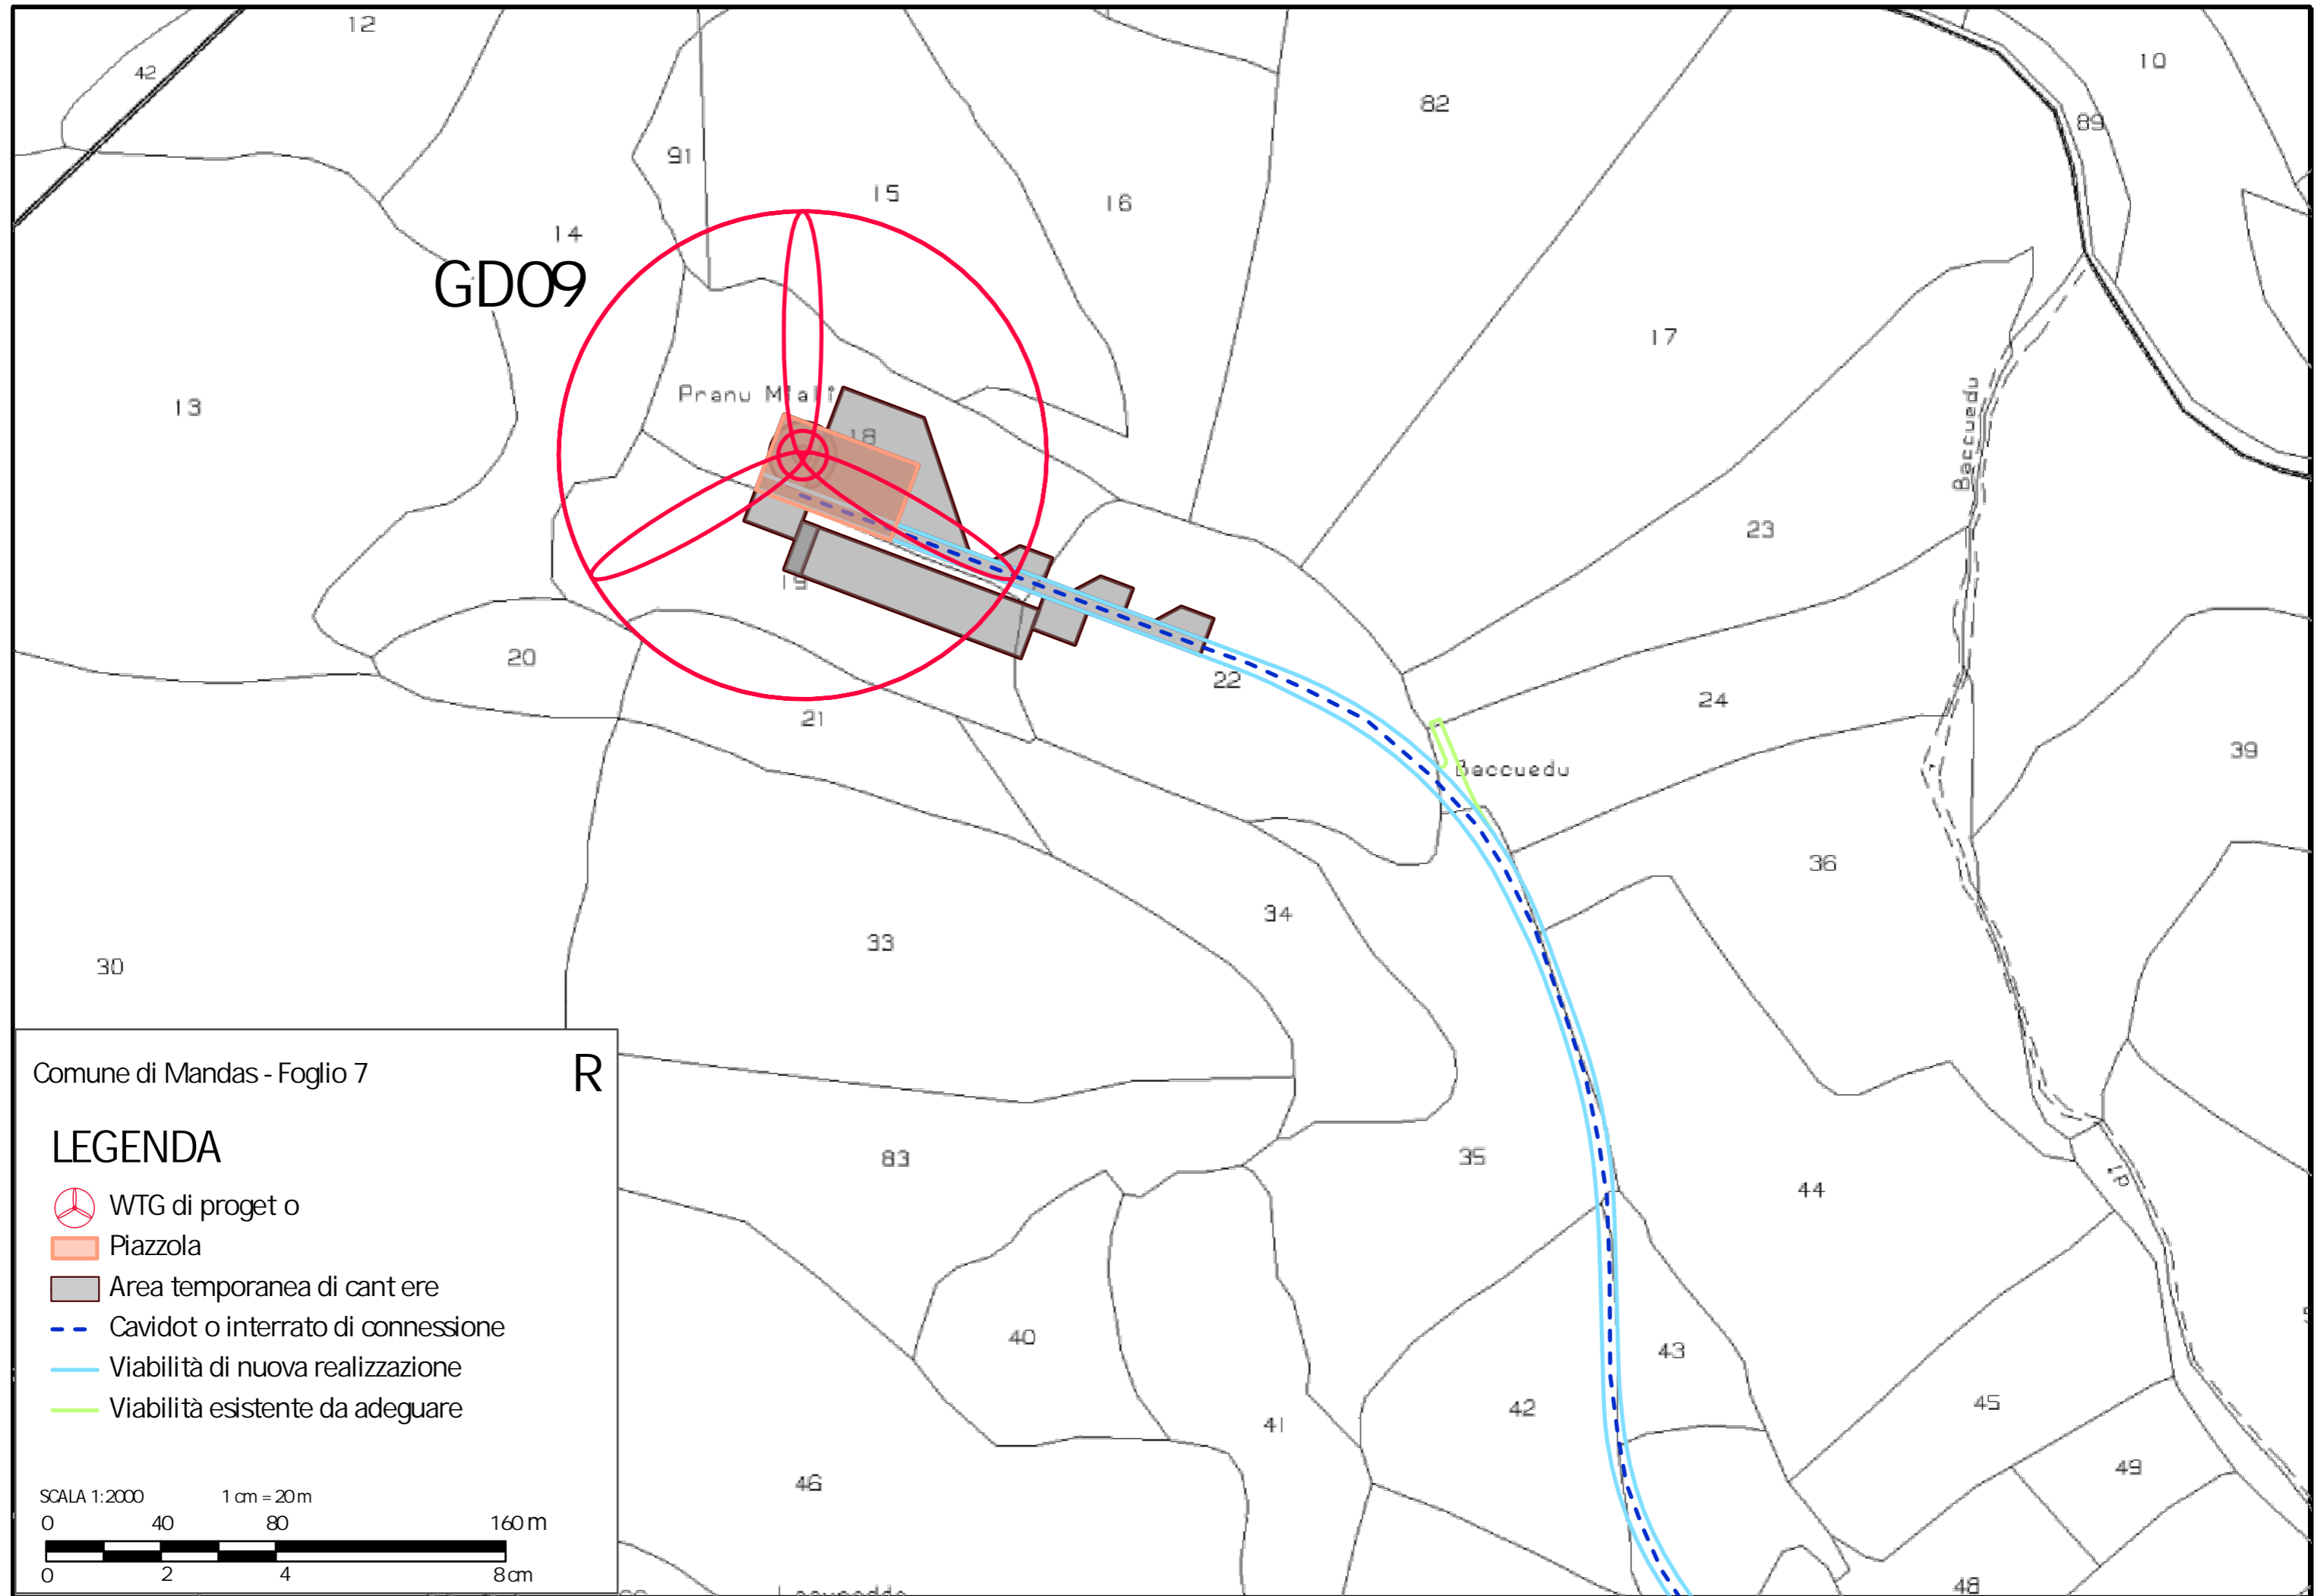 12
42
10
82
89
91
15
16
14
GD09
17
13
Pranu Miali
18
Baccuedu
23
19
20
22
24
21
39
Baccuedu
36
34
33
30
Comune di Mandas - Foglio 7
R
LEGENDA
WTG di proget o
Piazzola
Area temporanea di cant ere
Cavidot o interrato di connessione
Viabilità di nuova realizzazione
Viabilità esistente da adeguare
SCALA 1:2000 1 cm = 20 m
0 40 80 160 m
0 2 4 8 cm
83
35
44
40
43
42
45
41
46
49
48